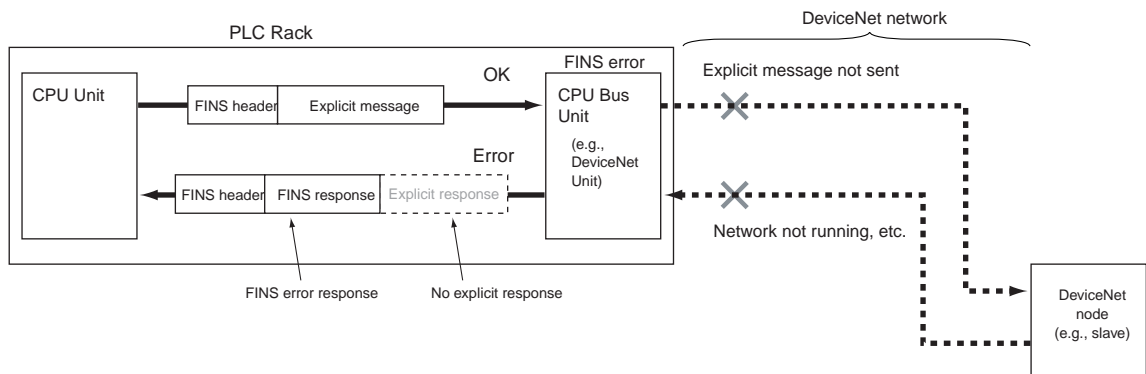 DeviceNet network
PLC Rack
FINS error
OK
Explicit message not sent
CPU Unit
CPU Bus
Unit
(e.g.,
DeviceNet
Unit)
FINS header
Explicit message
Error
FINS header
FINS response
Explicit response
Network not running, etc.
FINS error response
No explicit response
DeviceNet
node
(e.g., slave)